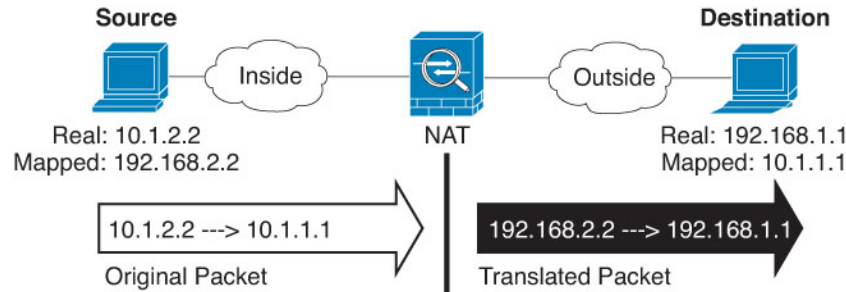 Source
Destination
Inside
Outside
Real: 10.1.2.2
Mapped: 192.168.2.2
NAT
Real: 192.168.1.1
Mapped: 10.1.1.1
10.1.2.2 ---> 10.1.1.1
192.168.2.2 ---> 192.168.1.1
Original Packet
Translated Packet